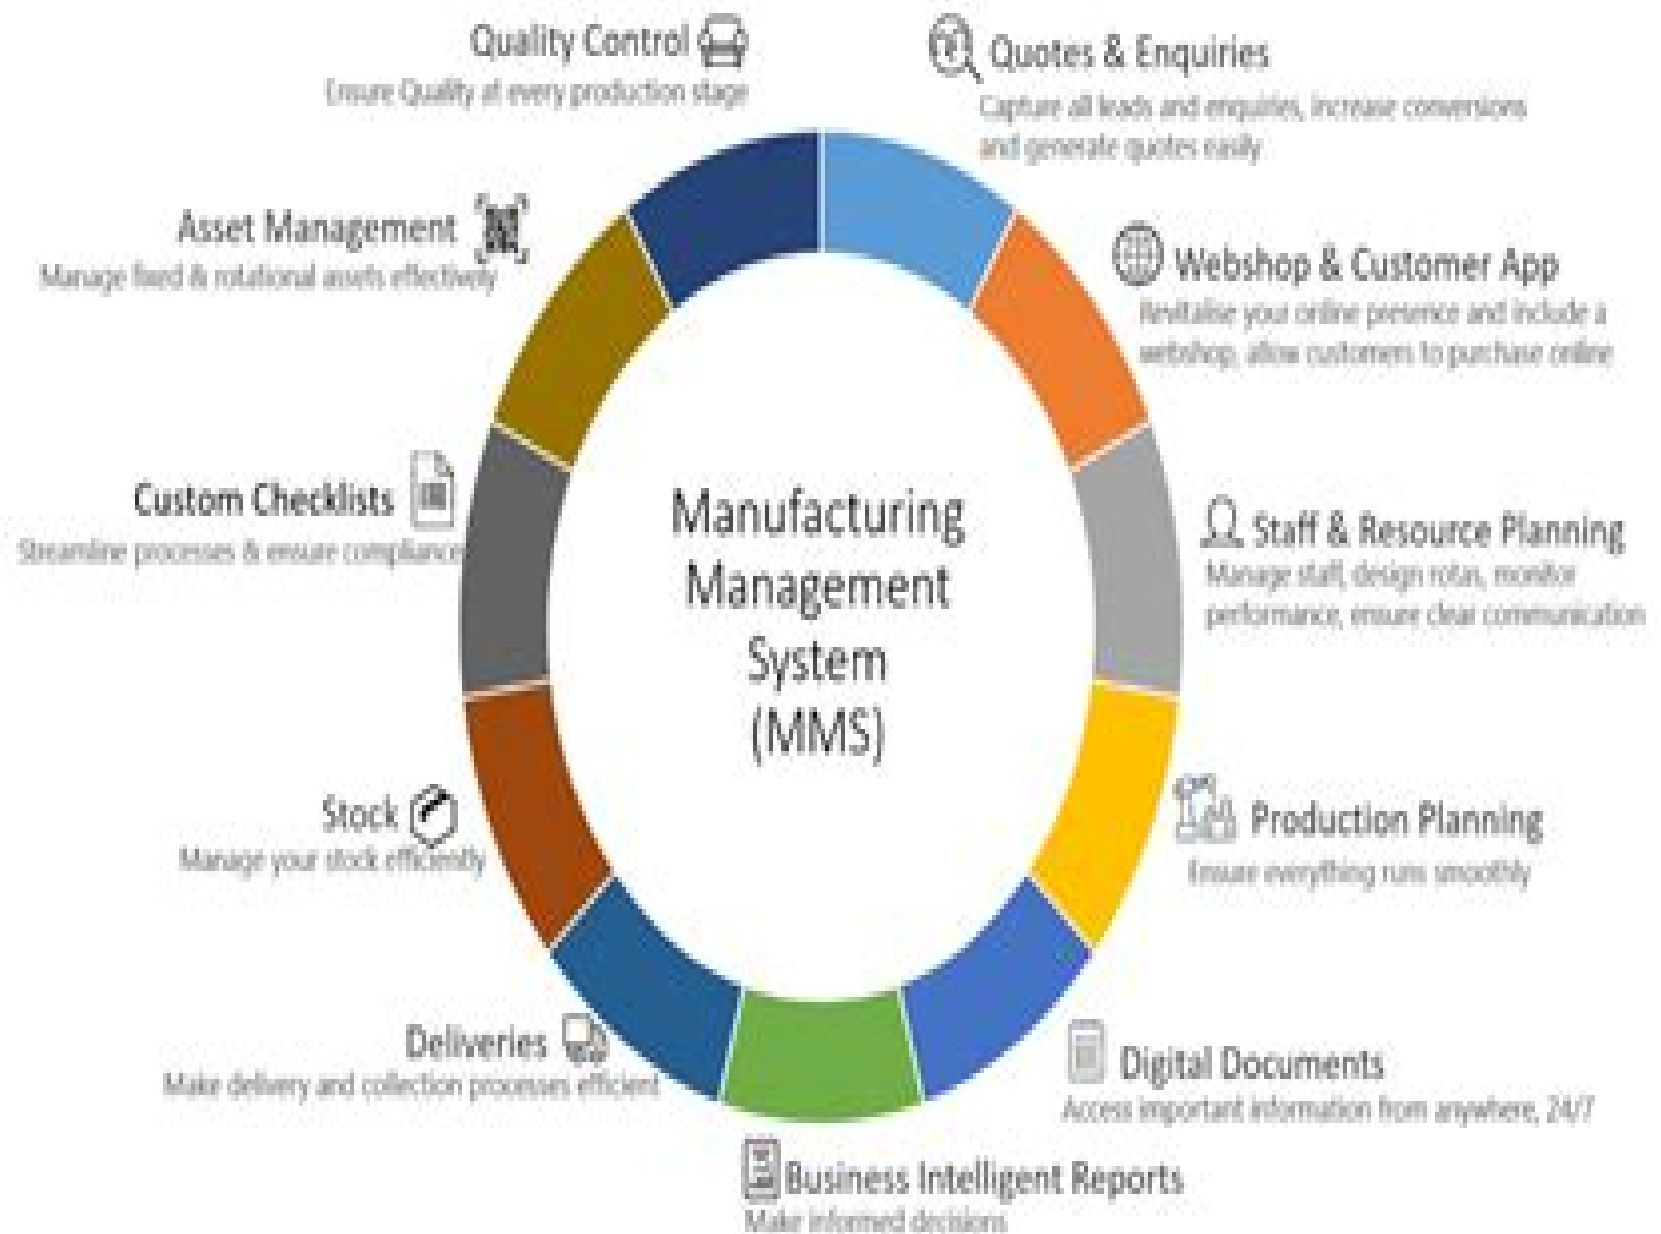 Quality Control
Ensure Quality at every production stage
Quotes & Enquiries
Capture all leads and enquiries, increase conversions
and generate quotes easily
Asset Management
Manage fixed & rotational assets effectively
Webshop & Customer App
Revitalise your online presence and include a
webshop, allow customers to purchase online
Custom Checklists
Streamline processes & ensure compliance
Manufacturing
Management
System
(MMS)
Staff & Resource Planning
Manage staff, design rotas, monitor
performance, ensure clear communication
Stock
Manage your stock efficiently
Production Planning
Ensure everything runs smoothly
Deliveries
Make delivery and collection processes efficient
Digital Documents
Access important information from anywhere, 24/7
Business Intelligent Reports
Make informed decisions